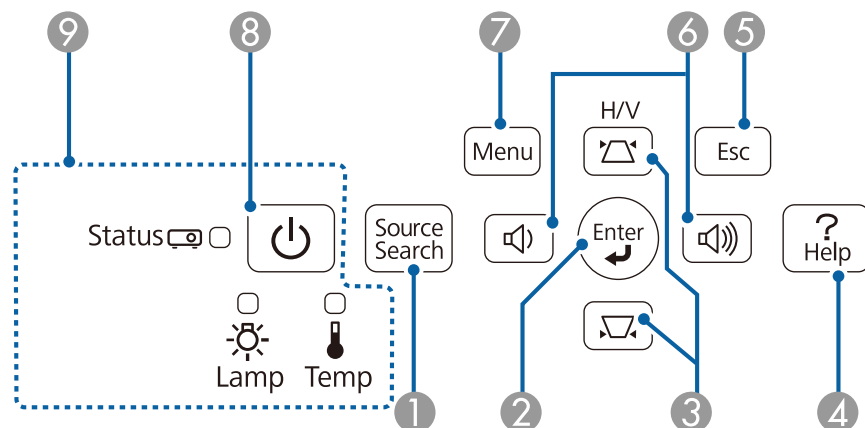 9
8
7
6
5
H/V
Menu
Esc
Status
Source
Search
Enter
?
Help
Lamp
Temp
1
2
3
4